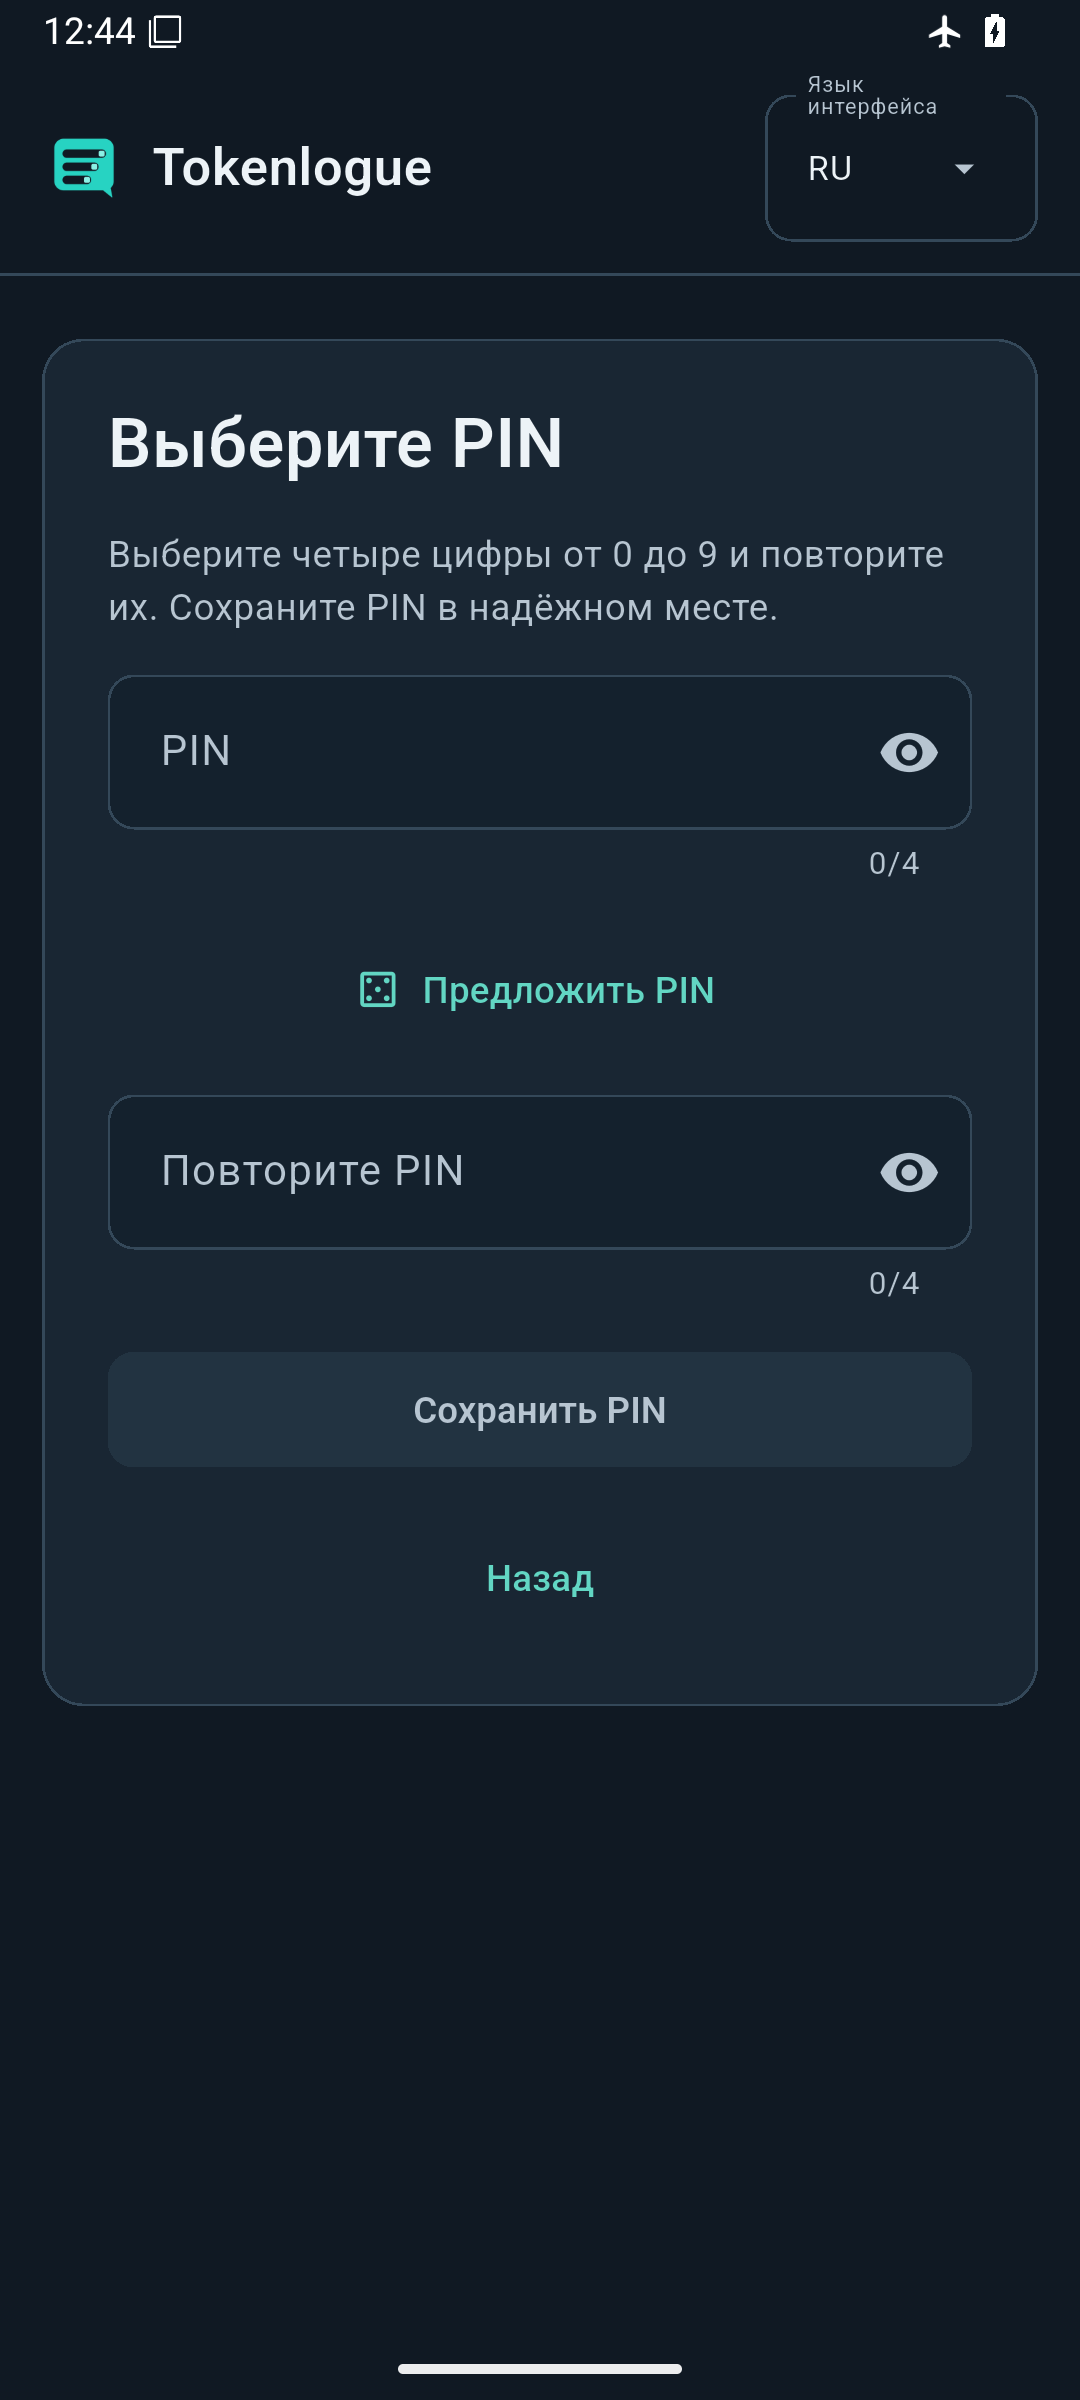 12:44
Tokenlogue
Язык
интерфейса
RU
Выберите PIN
Выберите четыре цифры от 0 до 9 и повторите
их. Сохраните PIN в надёжном месте.
PIN
0/4
Предложить PIN
Повторите PIN
0/4
Сохранить PIN
Назад